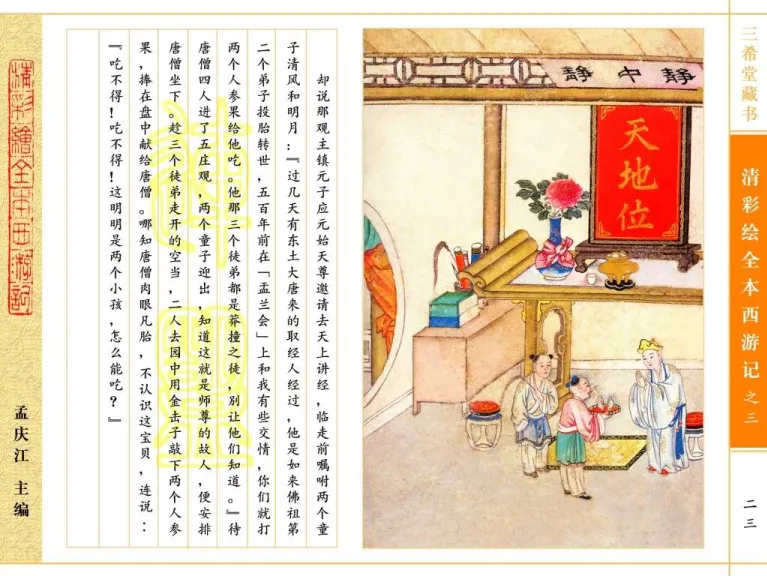 三希堂藏书
清彩绘全本西游记之三
二三
静中静
天地位
却说那观主镇元子应元始天尊邀请去天上讲经，临走前嘱咐两个童
子清风和明月：『过几天有东土大唐来的取经人经过，他是如来佛祖第
二个弟子投胎转世，五百年前在「盂兰会」上和我有些交情，你们就打
两个人参果给他吃。他那三个徒弟都是莽撞之徒，别让他们知道。』待
唐僧四人进了五庄观，两个童子迎出，知道这就是师尊的故人，便安排
唐僧坐下。趁三个徒弟走开的空当，二人去园中用金击子敲下两个人参
果，捧在盘中献给唐僧。哪知唐僧肉眼凡胎，不认识这宝贝，连说：
『吃不得！吃不得！这明明是两个小孩，怎么能吃？』
清彩繪全本西游記
孟庆江 主编